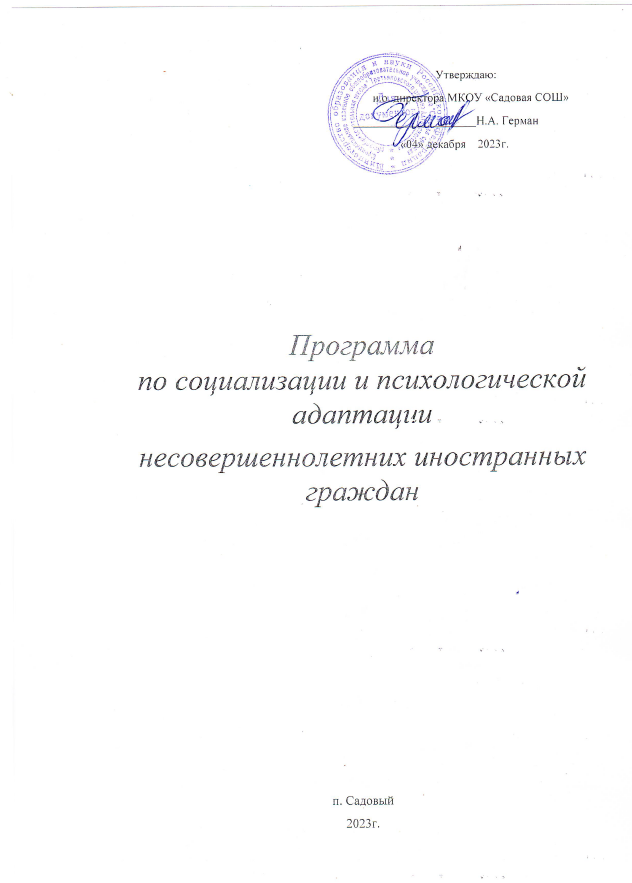 Утверждаю:
и.о. директора МКОУ «Садовая СОШ»
Н.А. Герман
«04» декабря 2023г.
Программа
по социализации и психологической
адаптации
несовершеннолетних иностранных
граждан
п. Садовый
2023г.